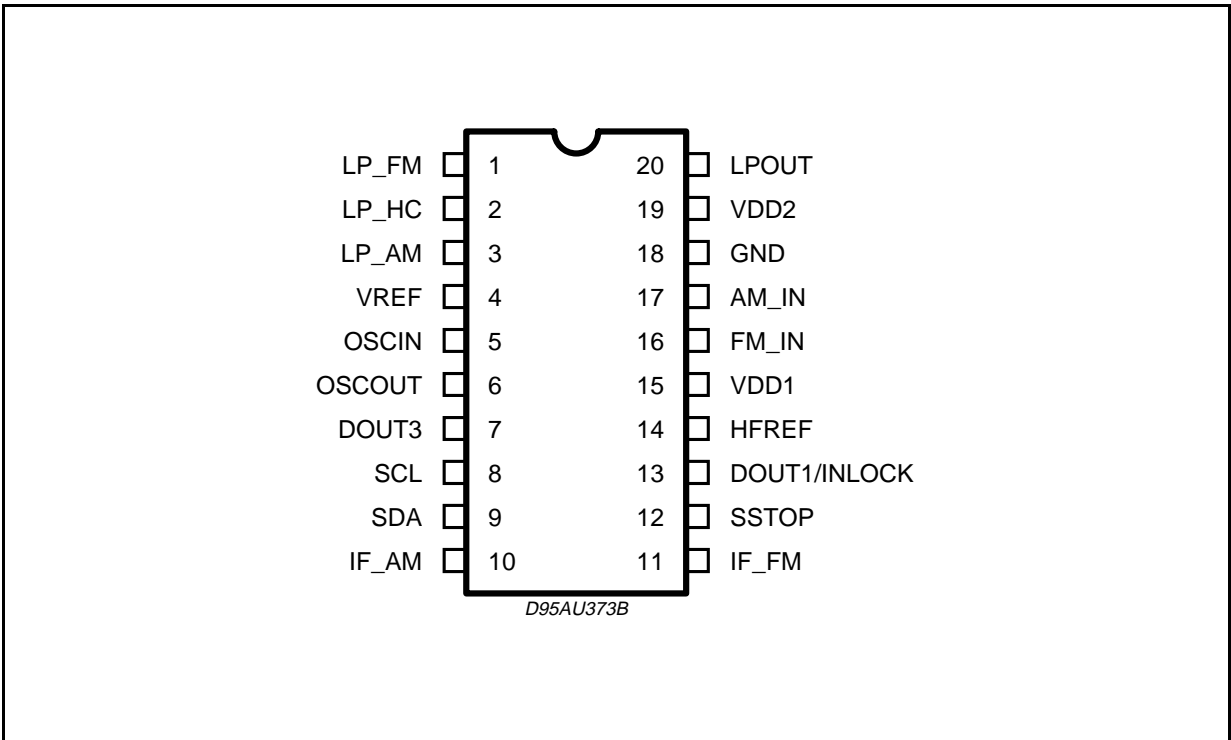 LP_FM 1 20 LPOUT
LP_HC 2 19 VDD2
LP_AM 3 18 GND
VREF 4 17 AM_IN
OSCIN 5 16 FM_IN
OSCOUT 6 15 VDD1
DOUT3 7 14 HFREF
SCL 8 13 DOUT1/INLOCK
SDA 9 12 SSTOP
IF_AM 10 11 IF_FM
D95AU373B